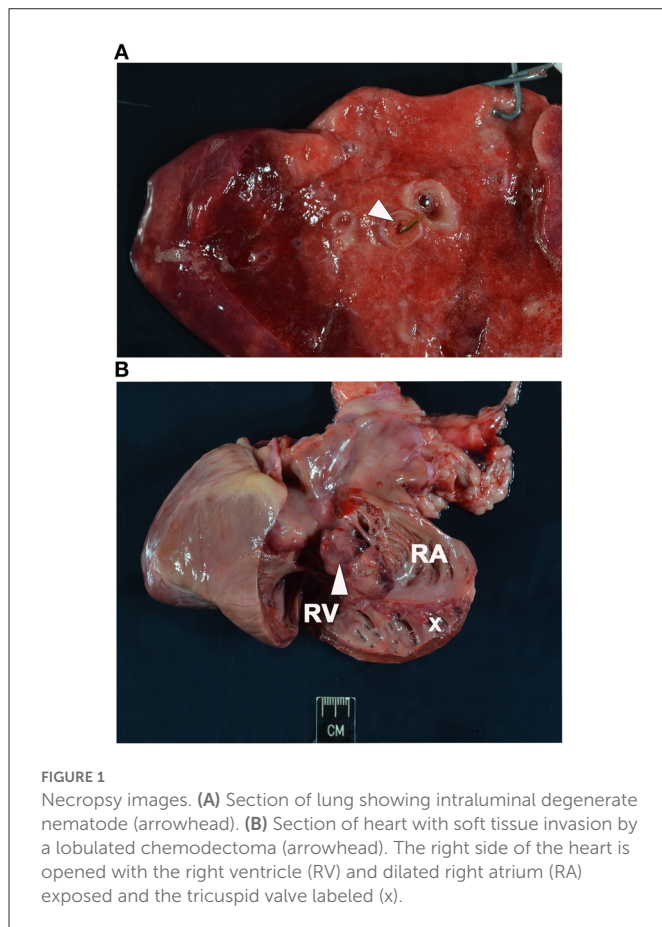 A
B
RA
RV
x
CM
FIGURE 1
Necropsy images. (A) Section of lung showing intraluminal degenerate
nematode (arrowhead). (B) Section of heart with soft tissue invasion by
a lobulated chemodectoma (arrowhead). The right side of the heart is
opened with the right ventricle (RV) and dilated right atrium (RA)
exposed and the tricuspid valve labeled (x).